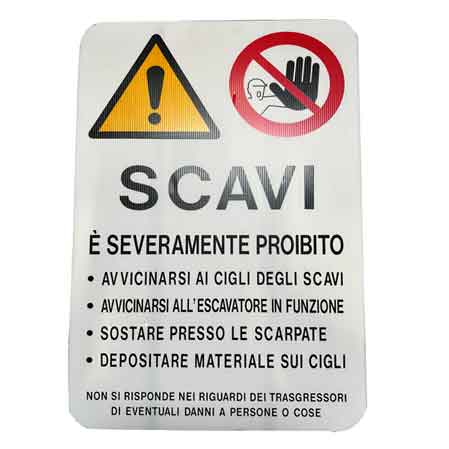 SCAVI
È SEVERAMENTE PROIBITO
• AVVICINARSI AI CIGLI DEGLI SCAVI
• AVVICINARSI ALL'ESCAVATORE IN FUNZIONE
• SOSTARE PRESSO LE SCARPATE
• DEPOSITARE MATERIALE SUI CIGLI
NON SI RISPONDE NEI RIGUARDI DEI TRASGRESSORI
DI EVENTUALI DANNI A PERSONE O COSE